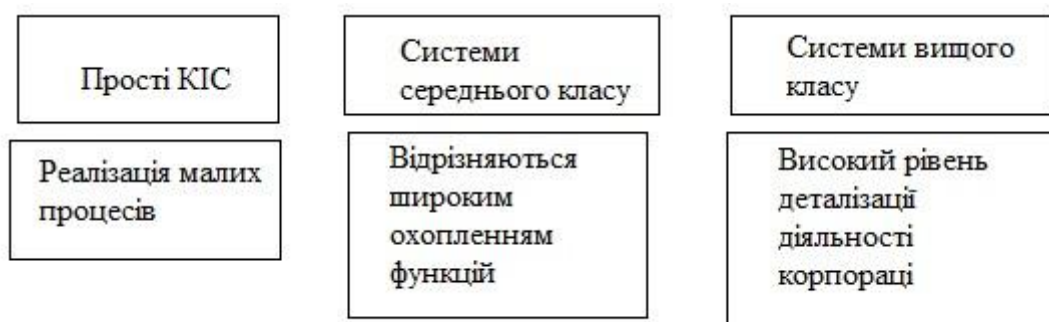 Прості КІС
Системи
середнього класу
Системи вищого
класу
Реалізація малих
процесів
Відрізняються
широким
охопленням
функцій
Високий рівень
деталізації
діяльності
корпораці